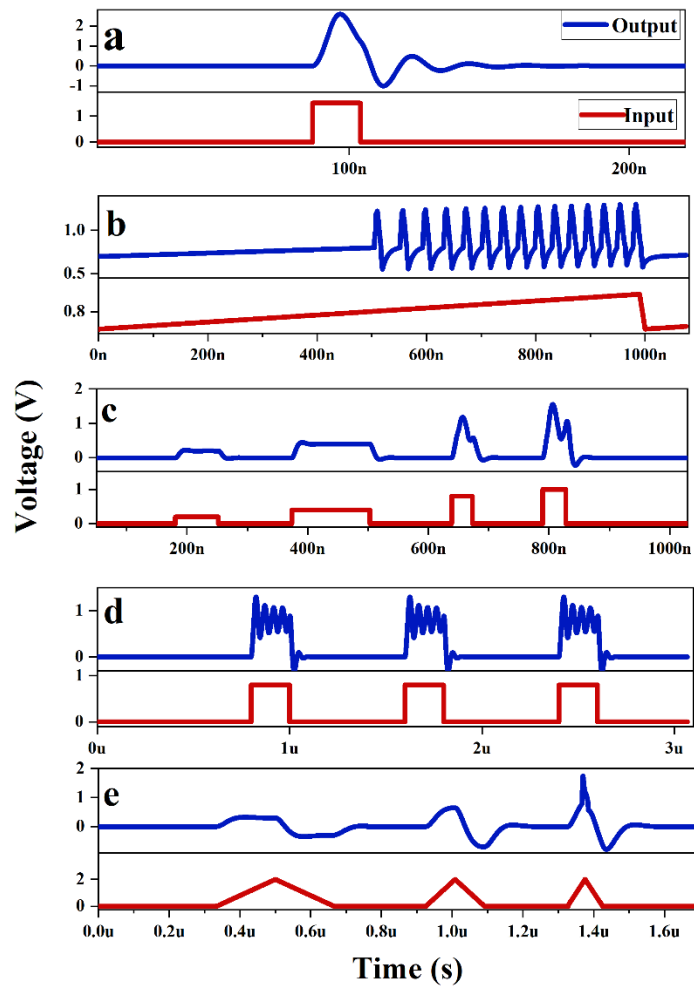 a
Output
2
1
0
-1
Input
1
0
100n
200n
b
1.0
0.5
0.8
0n
200n
400n
600n
800n
1000n
c
2
1
0
1
0
200n
400n
600n
800n
1000n
d
1
0
1
0
0u
1u
2u
3u
e
2
1
0
2
0
0.0u
0.2u
0.4u
0.6u
0.8u
1.0u
1.2u
1.4u
1.6u
Voltage (V)
Time (s)